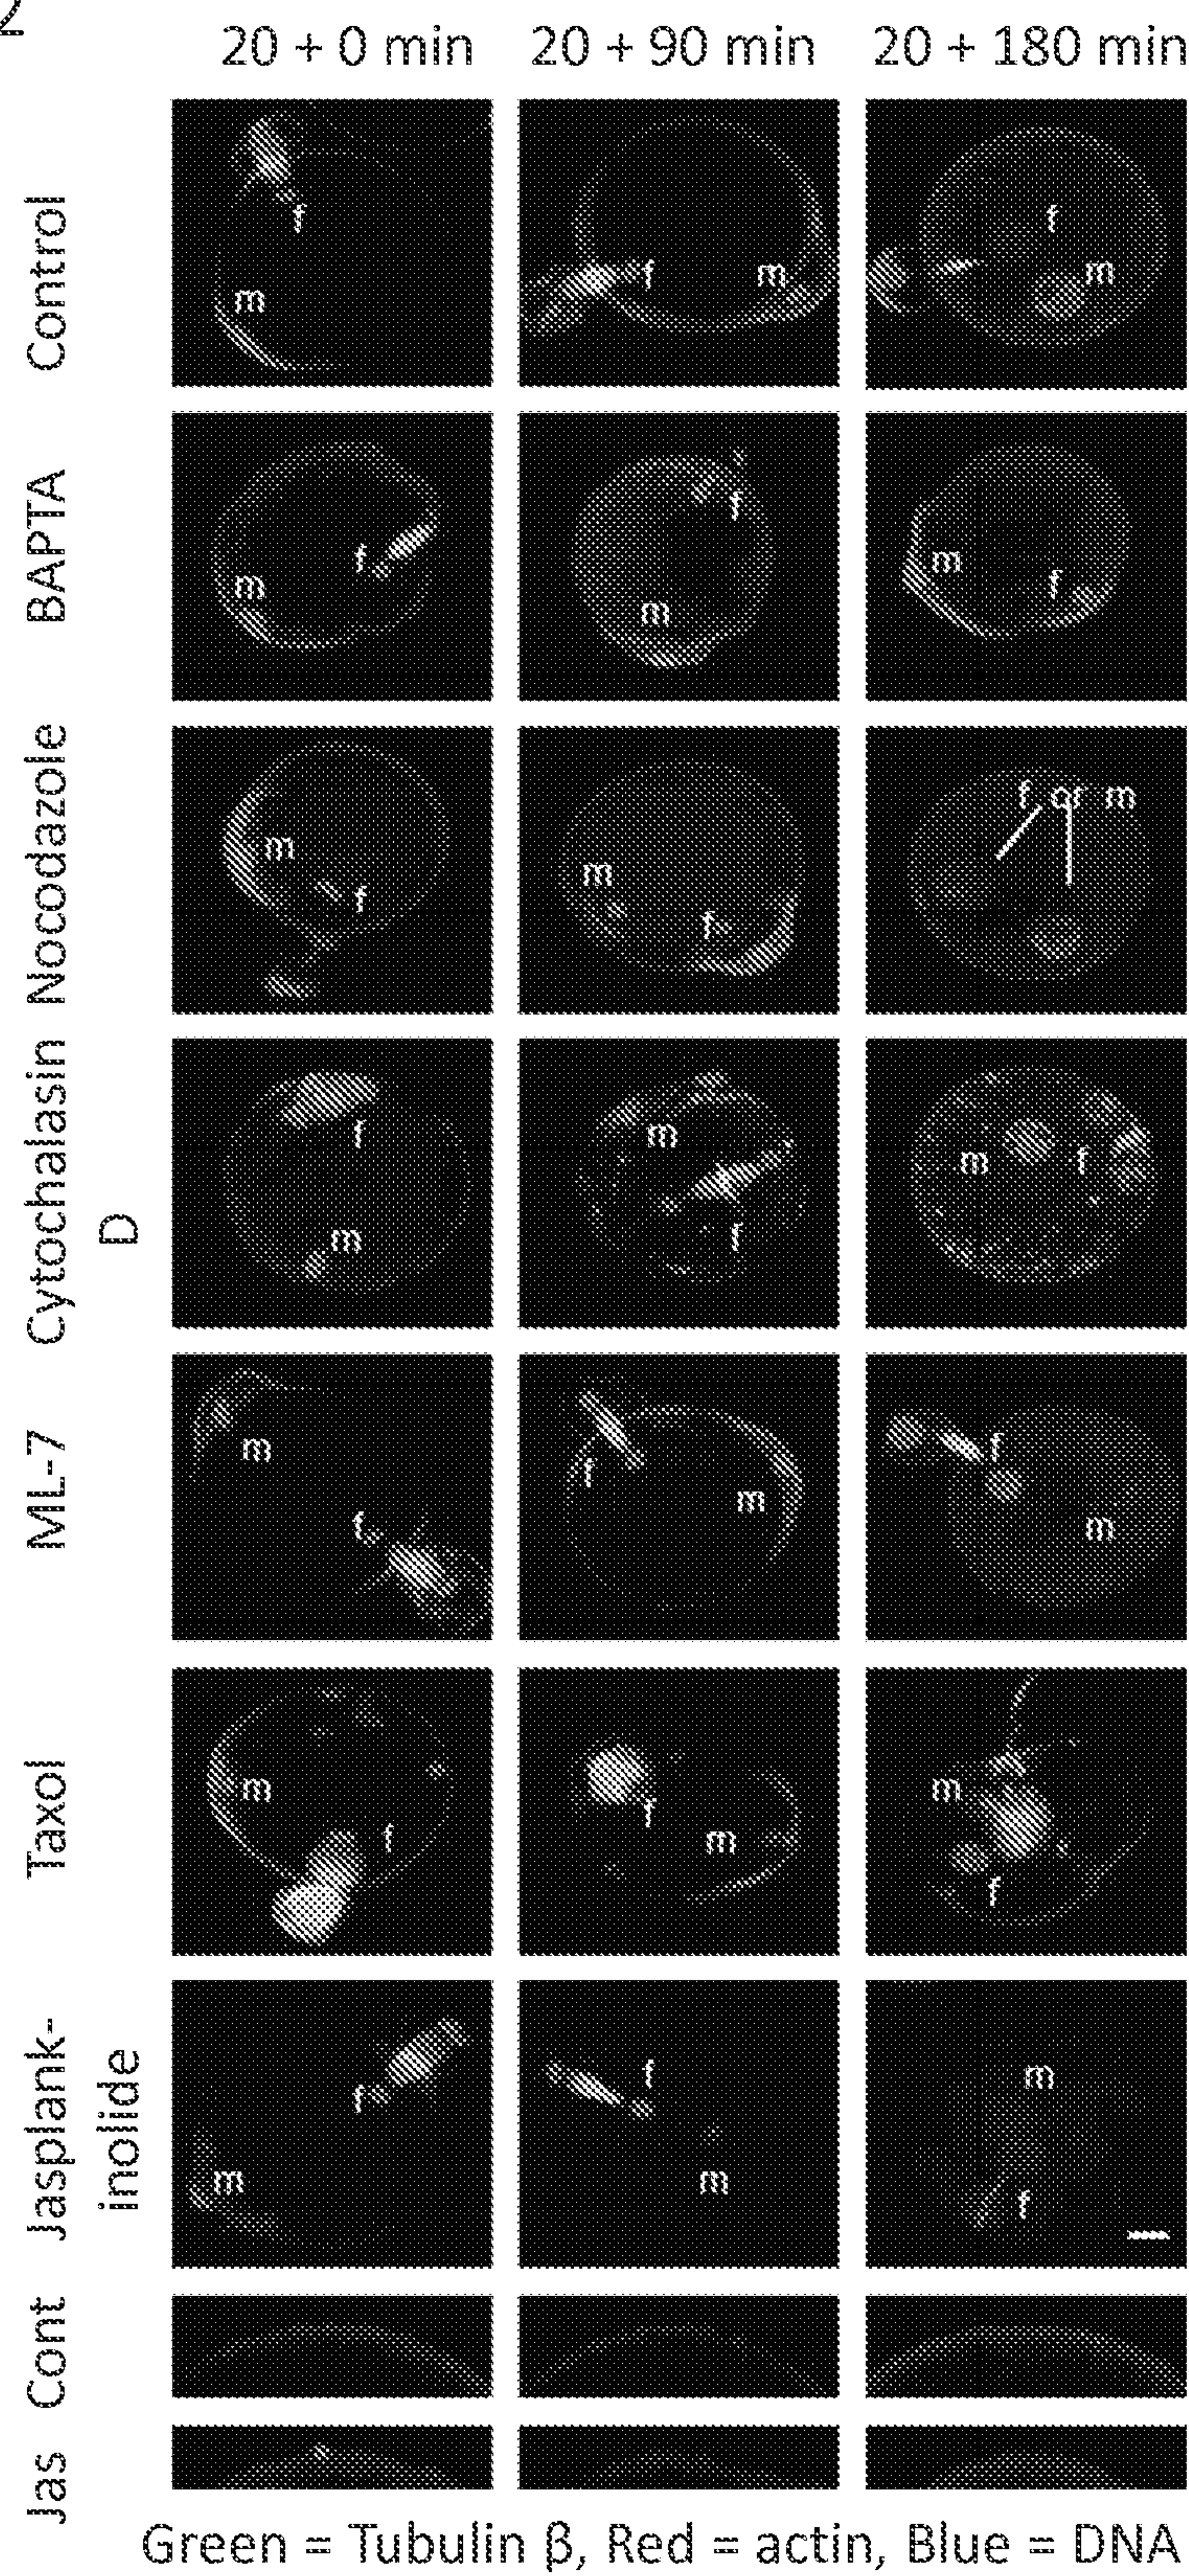 2
20 + 0 min 20 + 90 min 20 + 180 min
Control
f
m
f
m
f
m
BAPTA
f
m
f
m
m
f
Nocodazole
m
f
m
f
f or m
Cytochalasin
D
f
m
m
f
m
f
ML-7
m
f
f
m
f
m
Taxol
m
f
f
m
m
f
Jasplank-
inolide
f
m
f
m
m
f
Cont
Jas
Green = Tubulin β, Red = actin, Blue = DNA